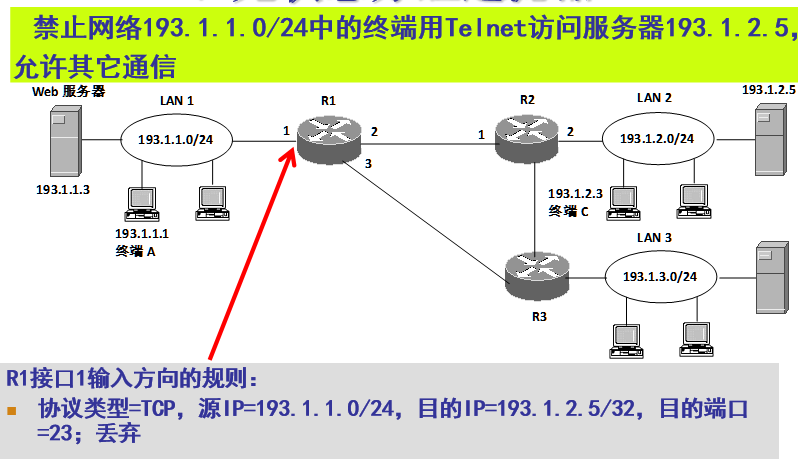 禁止网络193.1.1.0/24中的终端用Telnet访问服务器193.1.2.5,
允许其它通信
Web 服务器
LAN 1
R1
R2
LAN 2
193.1.2.5
193.1.1.0/24
1
2
3
1
2
193.1.2.0/24
193.1.1.3
193.1.1.1
终端 A
193.1.2.3
终端 C
LAN 3
193.1.3.0/24
R3
R1接口1输入方向的规则:
协议类型=TCP, 源IP=193.1.1.0/24, 目的IP=193.1.2.5/32, 目的端口
=23; 丢弃